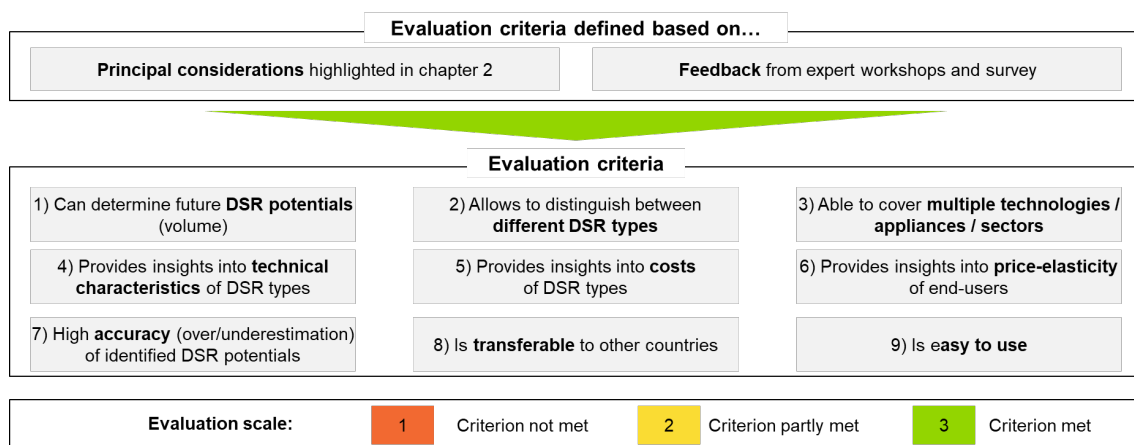 Evaluation criteria defined based on…
Principal considerations highlighted in chapter 2
Feedback from expert workshops and survey
Evaluation criteria
1) Can determine future DSR potentials
(volume)
2) Allows to distinguish between
different DSR types
3) Able to cover multiple technologies /
appliances / sectors
4) Provides insights into technical
characteristics of DSR types
5) Provides insights into costs
of DSR types
6) Provides insights into price-elasticity
of end-users
7) High accuracy (over/underestimation)
of identified DSR potentials
8) Is transferable to other countries
9) Is easy to use
Evaluation scale:
1
Criterion not met
2
Criterion partly met
3
Criterion met